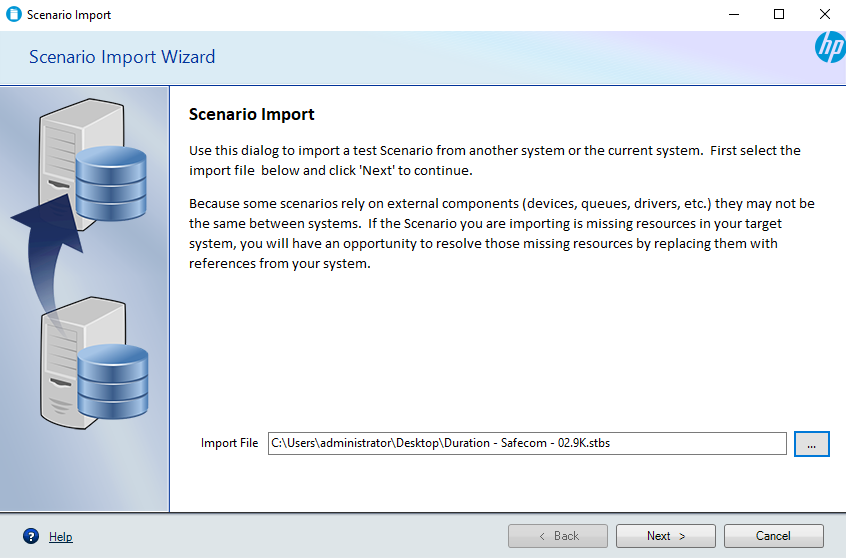 Scenario Import
Scenario Import Wizard
hp
Scenario Import
Use this dialog to import a test Scenario from another system or the current system.  First select the
import file  below and click 'Next' to continue.
Because some scenarios rely on external components (devices, queues, drivers, etc.) they may not be
the same between systems.  If the Scenario you are importing is missing resources in your target
system, you will have an opportunity to resolve those missing resources by replacing them with
references from your system.
Import File C:\Users\administrator\Desktop\Duration - Safecom - 02.9K.stbs ...
? Help < Back Next > Cancel